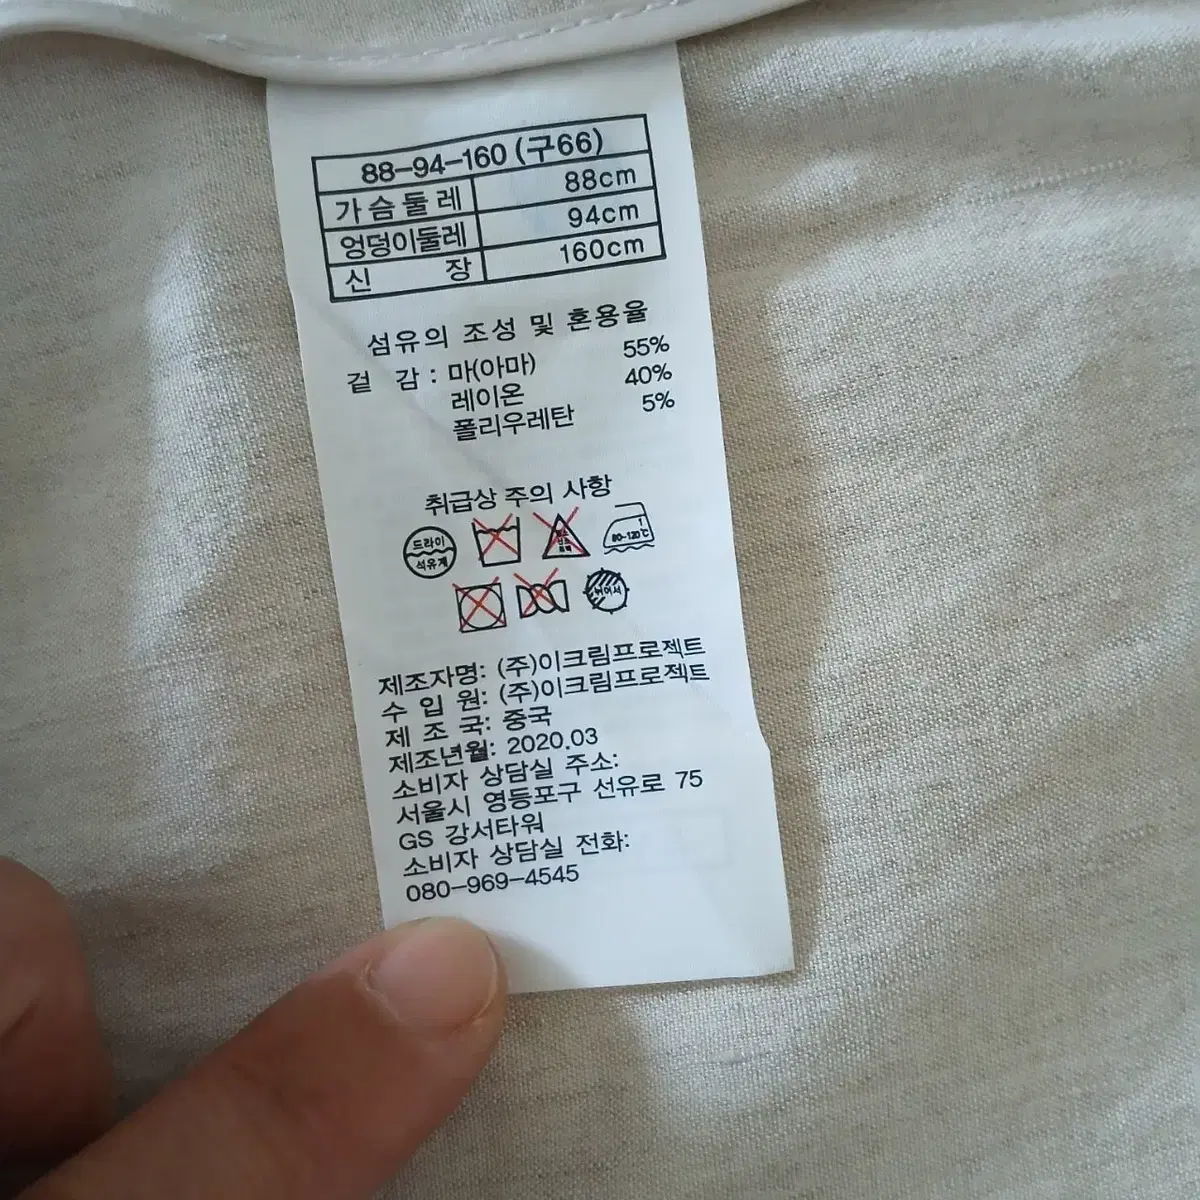 88-94-160 (구66)
가슴둘레 88cm
엉덩이둘레 94cm
신 장 160cm
섬유의 조성 및 혼용율
겉 감 : 마(아마) 55%
레이온 40%
폴리우레탄 5%
취급상 주의 사항
드라이
석유계
1
80-120℃
뉘어서
제조자명: (주)이크림프로젝트
수 입 원: (주)이크림프로젝트
제 조 국: 중국
제조년월: 2020.03
소비자 상담실 주소:
서울시 영등포구 선유로 75
GS 강서타워
소비자 상담실 전화:
080-969-4545